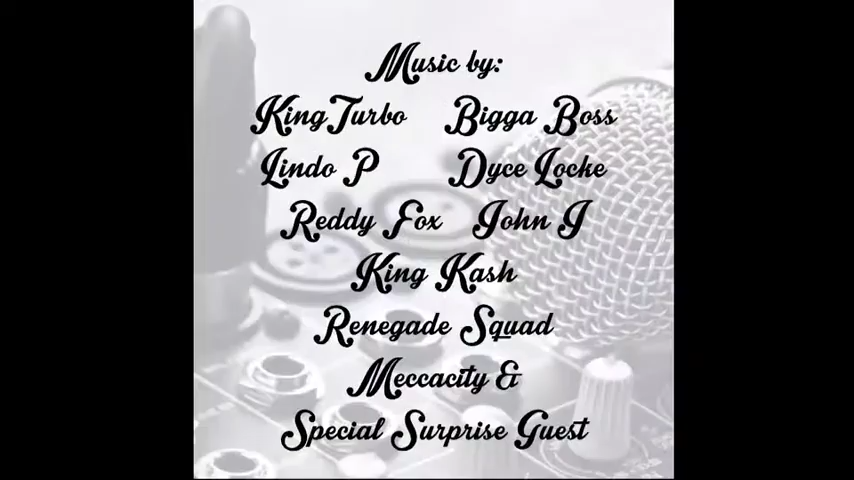 Music by:
KingTurbo Bigga Boss
Lindo P Dyce Locke
Reddy Fox John J
King Kash
Renegade Squad
Meccacity &
Special Surprise Guest